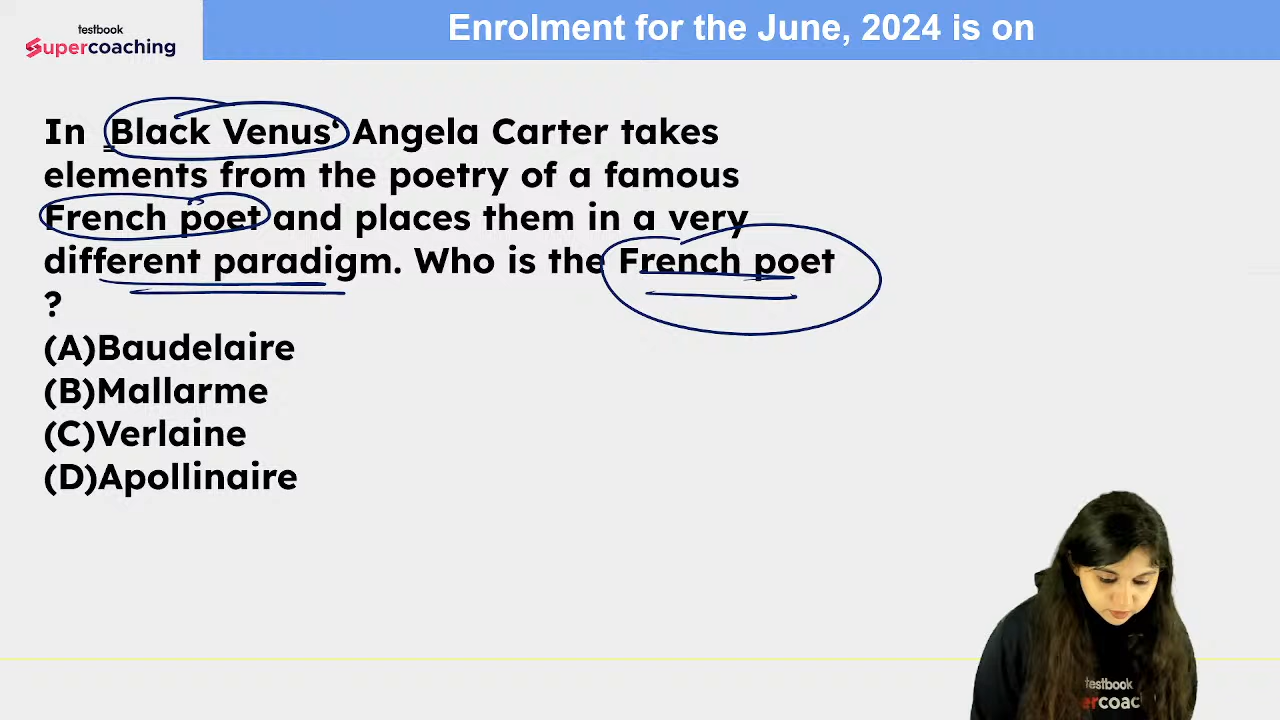 testbook
Supercoaching
Enrolment for the June, 2024 is on
In Black Venus‘ Angela Carter takes
elements from the poetry of a famous
French poet and places them in a very
different paradigm. Who is the French poet
?
(A)Baudelaire
(B)Mallarme
(C)Verlaine
(D)Apollinaire
testbook
ercoac